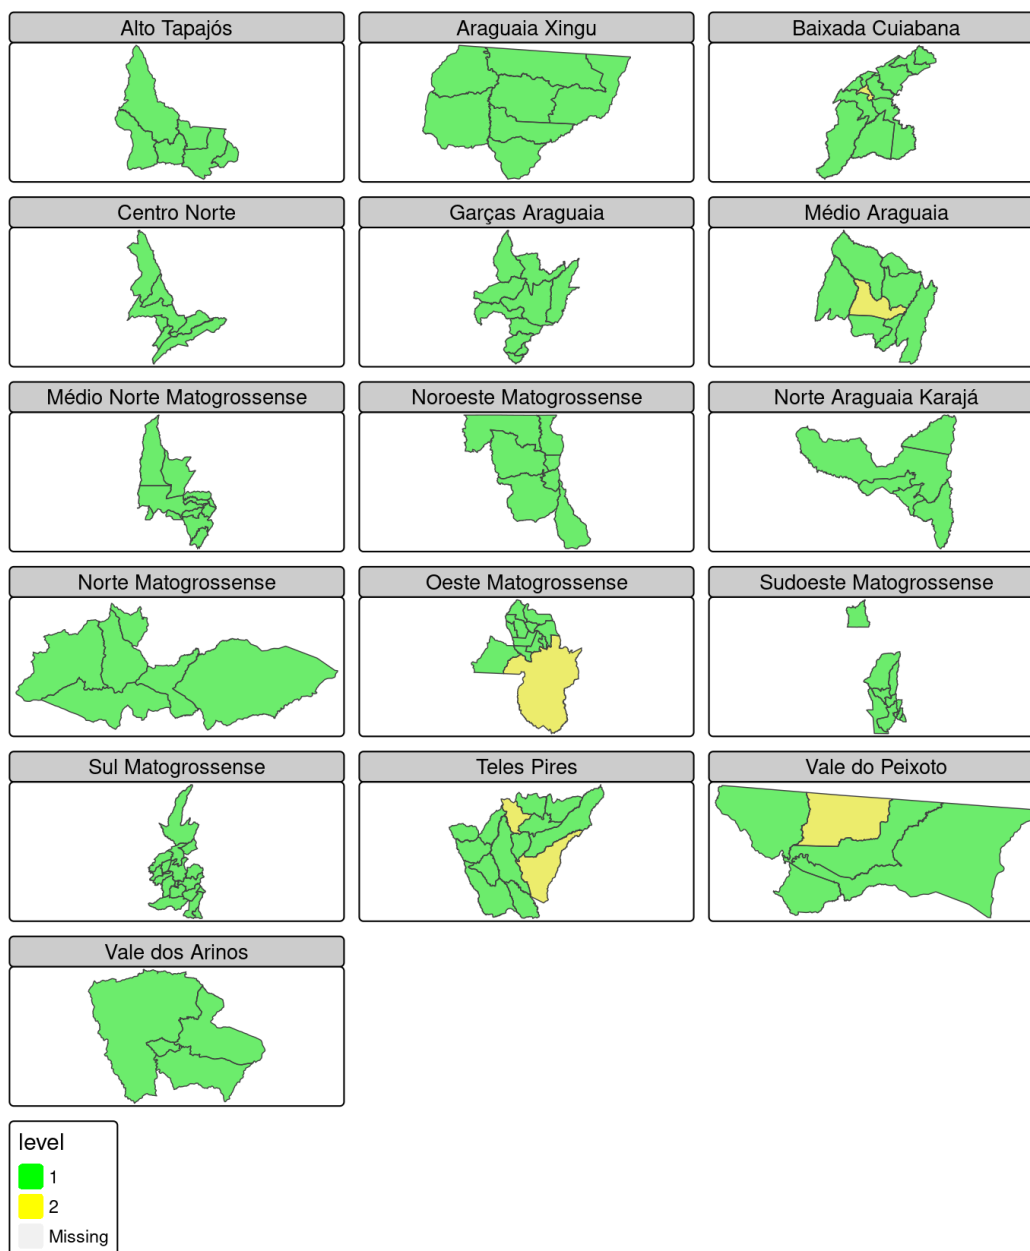 Alto Tapajós
Araguaia Xingu
Baixada Cuiabana
Centro Norte
Garças Araguaia
Médio Araguaia
Médio Norte Matogrossense
Noroeste Matogrossense
Norte Araguaia Karajá
Norte Matogrossense
Oeste Matogrossense
Sudoeste Matogrossense
Sul Matogrossense
Teles Pires
Vale do Peixoto
Vale dos Arinos
level
1
2
Missing